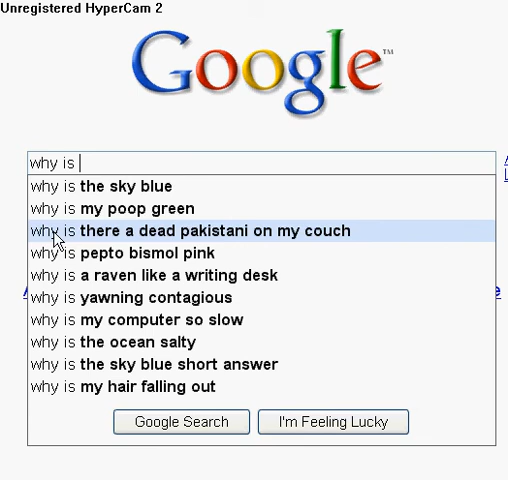 Unregistered HyperCam 2
Google™
why is
why is the sky blue
why is my poop green
why is there a dead pakistani on my couch
why is pepto bismol pink
why is a raven like a writing desk
why is yawning contagious
why is my computer so slow
why is the ocean salty
why is the sky blue short answer
why is my hair falling out
Google Search
I'm Feeling Lucky